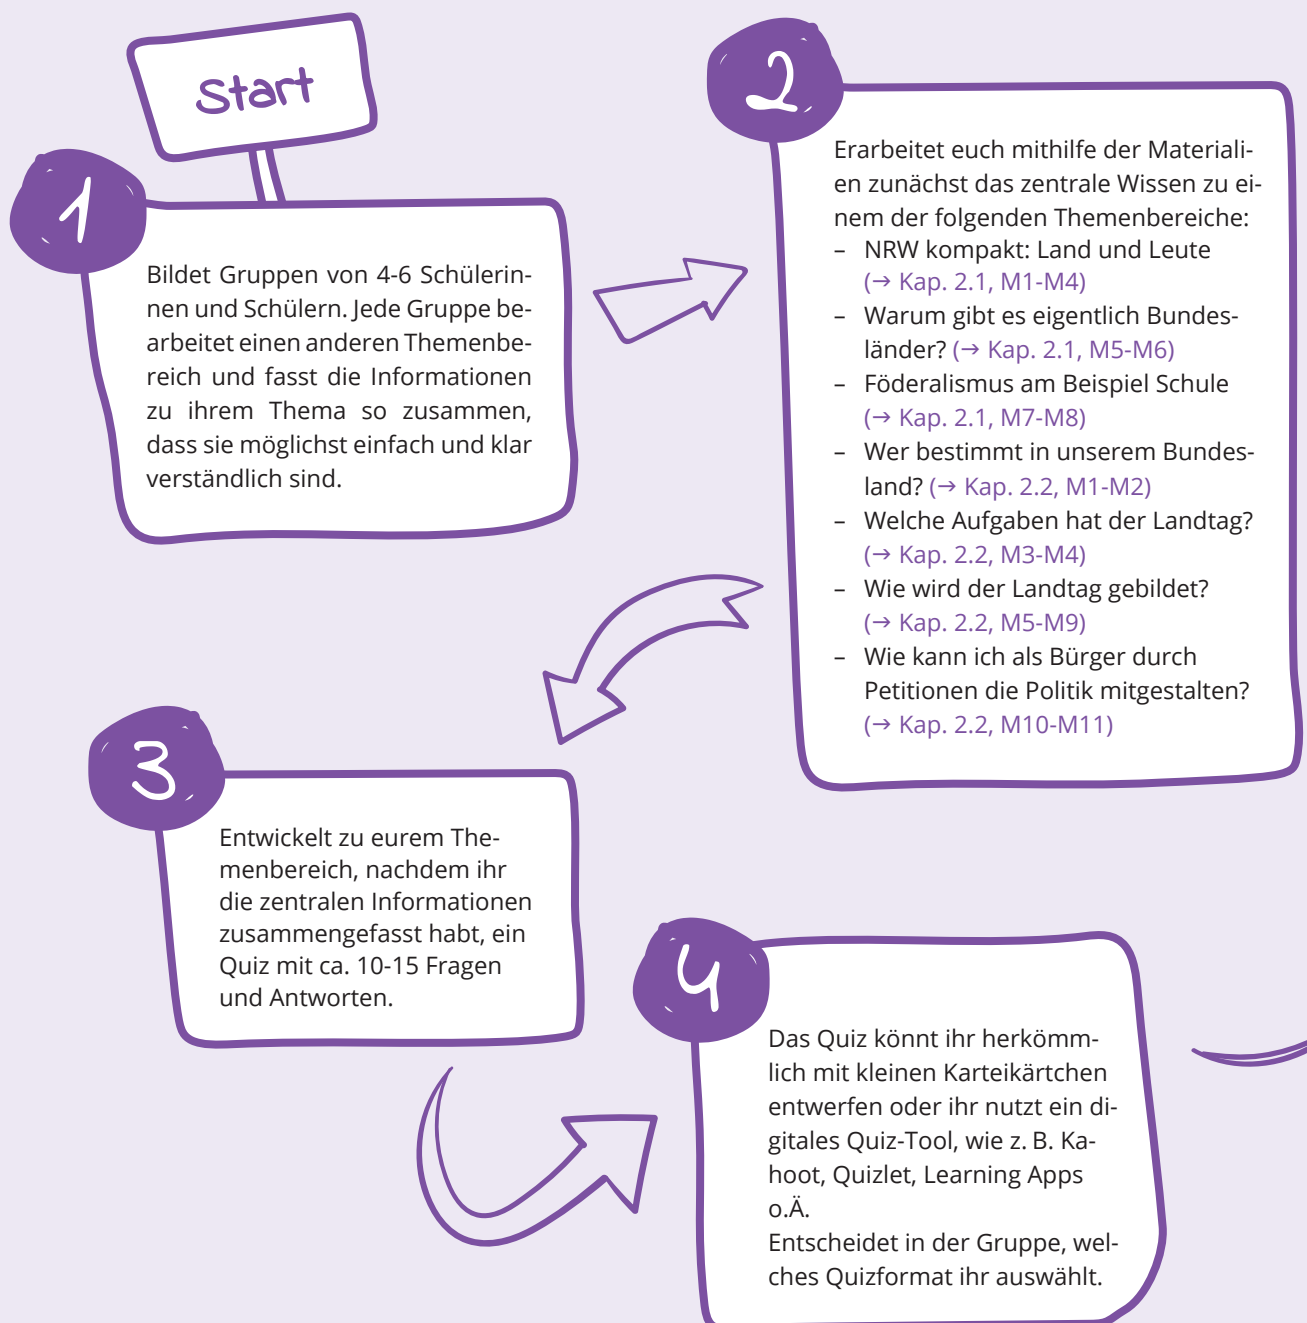 Start
1
Bildet Gruppen von 4-6 Schülerin-
nen und Schülern. Jede Gruppe be-
arbeitet einen anderen Themenbe-
reich und fasst die Informationen
zu ihrem Thema so zusammen,
dass sie möglichst einfach und klar
verständlich sind.
2
Erarbeitet euch mithilfe der Materiali-
en zunächst das zentrale Wissen zu ei-
nem der folgenden Themenbereiche:
– NRW kompakt: Land und Leute
(→ Kap. 2.1, M1-M4)
– Warum gibt es eigentlich Bundes-
länder? (→ Kap. 2.1, M5-M6)
– Föderalismus am Beispiel Schule
(→ Kap. 2.1, M7-M8)
– Wer bestimmt in unserem Bundes-
land? (→ Kap. 2.2, M1-M2)
– Welche Aufgaben hat der Landtag?
(→ Kap. 2.2, M3-M4)
– Wie wird der Landtag gebildet?
(→ Kap. 2.2, M5-M9)
– Wie kann ich als Bürger durch
Petitionen die Politik mitgestalten?
(→ Kap. 2.2, M10-M11)
3
Entwickelt zu eurem The-
menbereich, nachdem ihr
die zentralen Informationen
zusammengefasst habt, ein
Quiz mit ca. 10-15 Fragen
und Antworten.
4
Das Quiz könnt ihr herkömm-
lich mit kleinen Karteikärtchen
entwerfen oder ihr nutzt ein di-
gitales Quiz-Tool, wie z. B. Ka-
hoot, Quizlet, Learning Apps
o.Ä.
Entscheidet in der Gruppe, wel-
ches Quizformat ihr auswählt.